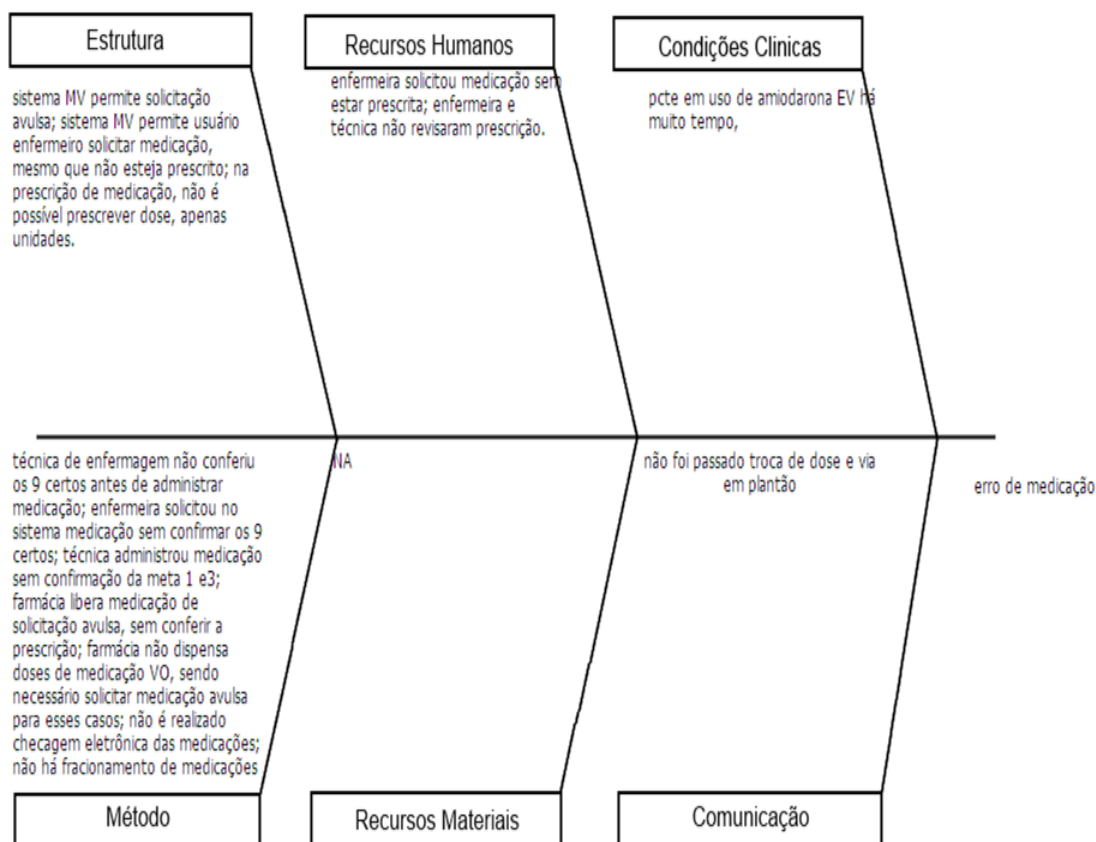 Estrutura
sistema MV permite solicitação
avulsa; sistema MV permite usuário
enfermeiro solicitar medicação,
mesmo que não esteja prescrito; na
prescrição de medicação, não é
possível prescrever dose, apenas
unidades.
Recursos Humanos
enfermeira solicitou medicação sem
estar prescrita; enfermeira e
técnica não revisaram prescrição.
Condições Clinicas
pcte em uso de amiodarona EV há
muito tempo,
técnica de enfermagem não conferiu
os 9 certos antes de administrar
medicação; enfermeira solicitou no
sistema medicação sem confirmar os 9
certos; técnica administrou medicação
sem confirmação da meta 1 e3;
farmácia libera medicação de
solicitação avulsa, sem conferir a
prescrição; farmácia não dispensa
doses de medicação VO, sendo
necessário solicitar medicação avulsa
para esses casos; não é realizado
checagem eletrônica das medicações;
não há fracionamento de medicações
Método
NA
Recursos Materiais
não foi passado troca de dose e via
em plantão
Comunicação
erro de medicação